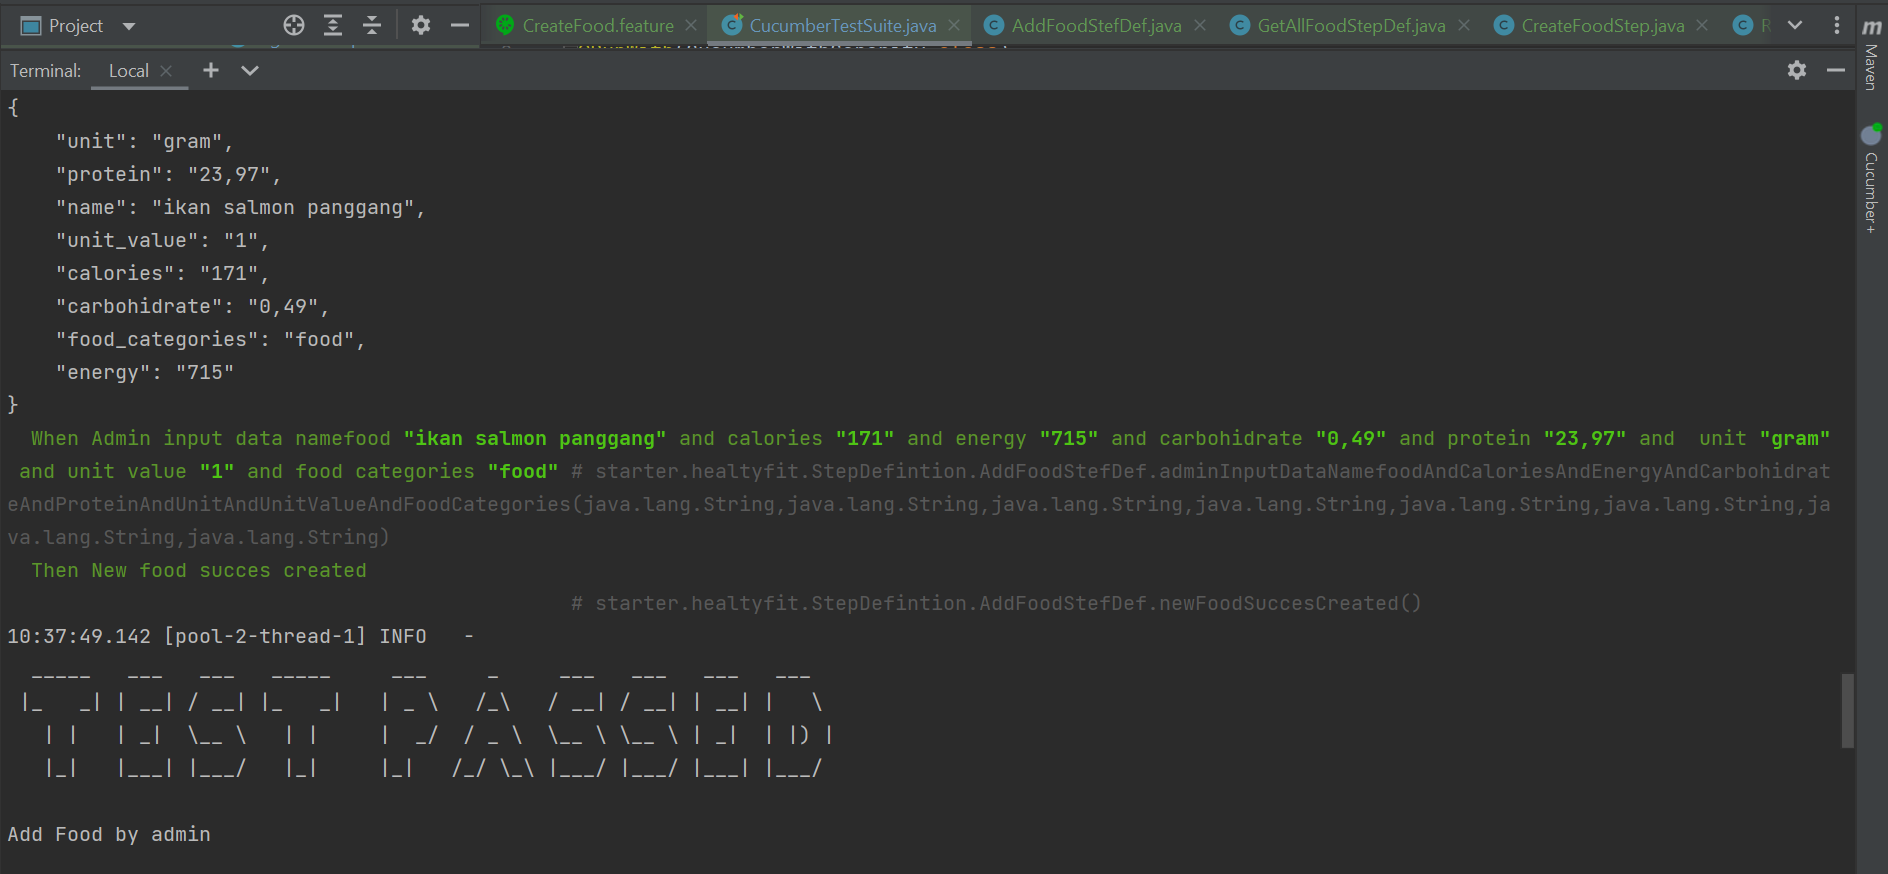 Project
CreateFood.feature
CucumberTestSuite.java
AddFoodStefDef.java
GetAllFoodStepDef.java
CreateFoodStep.java
Terminal: Local
Maven
Cucumber+
{
    "unit": "gram",
    "protein": "23,97",
    "name": "ikan salmon panggang",
    "unit_value": "1",
    "calories": "171",
    "carbohidrate": "0,49",
    "food_categories": "food",
    "energy": "715"
}
  When Admin input data namefood "ikan salmon panggang" and calories "171" and energy "715" and carbohidrate "0,49" and protein "23,97" and  unit "gram"
 and unit value "1" and food categories "food" # starter.healtyfit.StepDefintion.AddFoodStefDef.adminInputDataNamefoodAndCaloriesAndEnergyAndCarbohidrat
eAndProteinAndUnitAndUnitValueAndFoodCategories(java.lang.String,java.lang.String,java.lang.String,java.lang.String,java.lang.String,java.lang.String,ja
va.lang.String,java.lang.String)
  Then New food succes created
# starter.healtyfit.StepDefintion.AddFoodStefDef.newFoodSuccesCreated()
10:37:49.142 [pool-2-thread-1] INFO   -
TEST PASSED
Add Food by admin